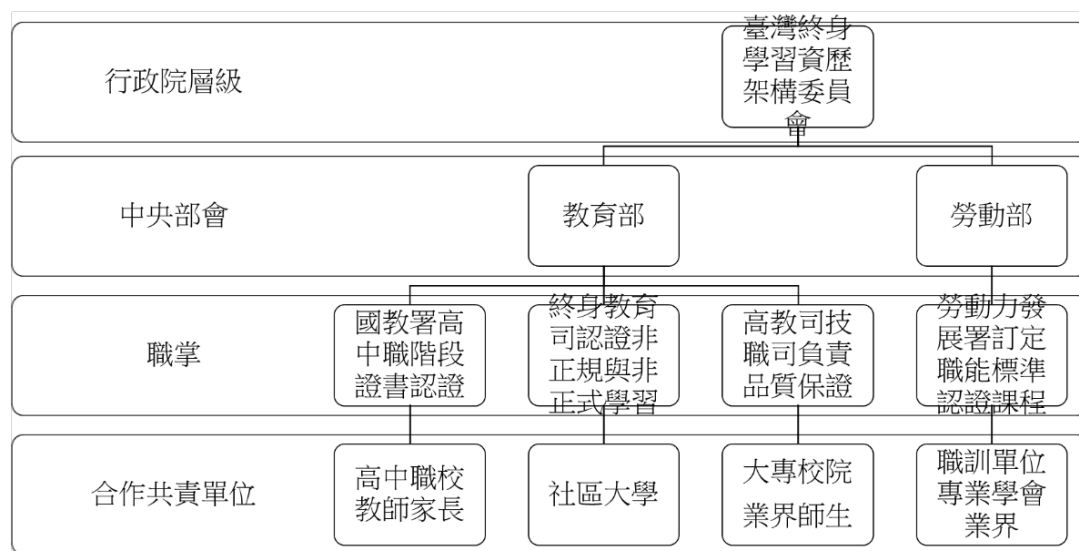 行政院層級
臺灣終身
學習資歷
架構委員
會
中央部會
教育部
勞動部
職掌
國教署高
中職階段
證書認證
終身教育
司認證非
正規與非
正式學習
高教司技
職司負責
品質保證
勞動力發
展署訂定
職能標準
認證課程
合作共責單位
高中職校
教師家長
社區大學
大專校院
業界師生
職訓單位
專業學會
業界